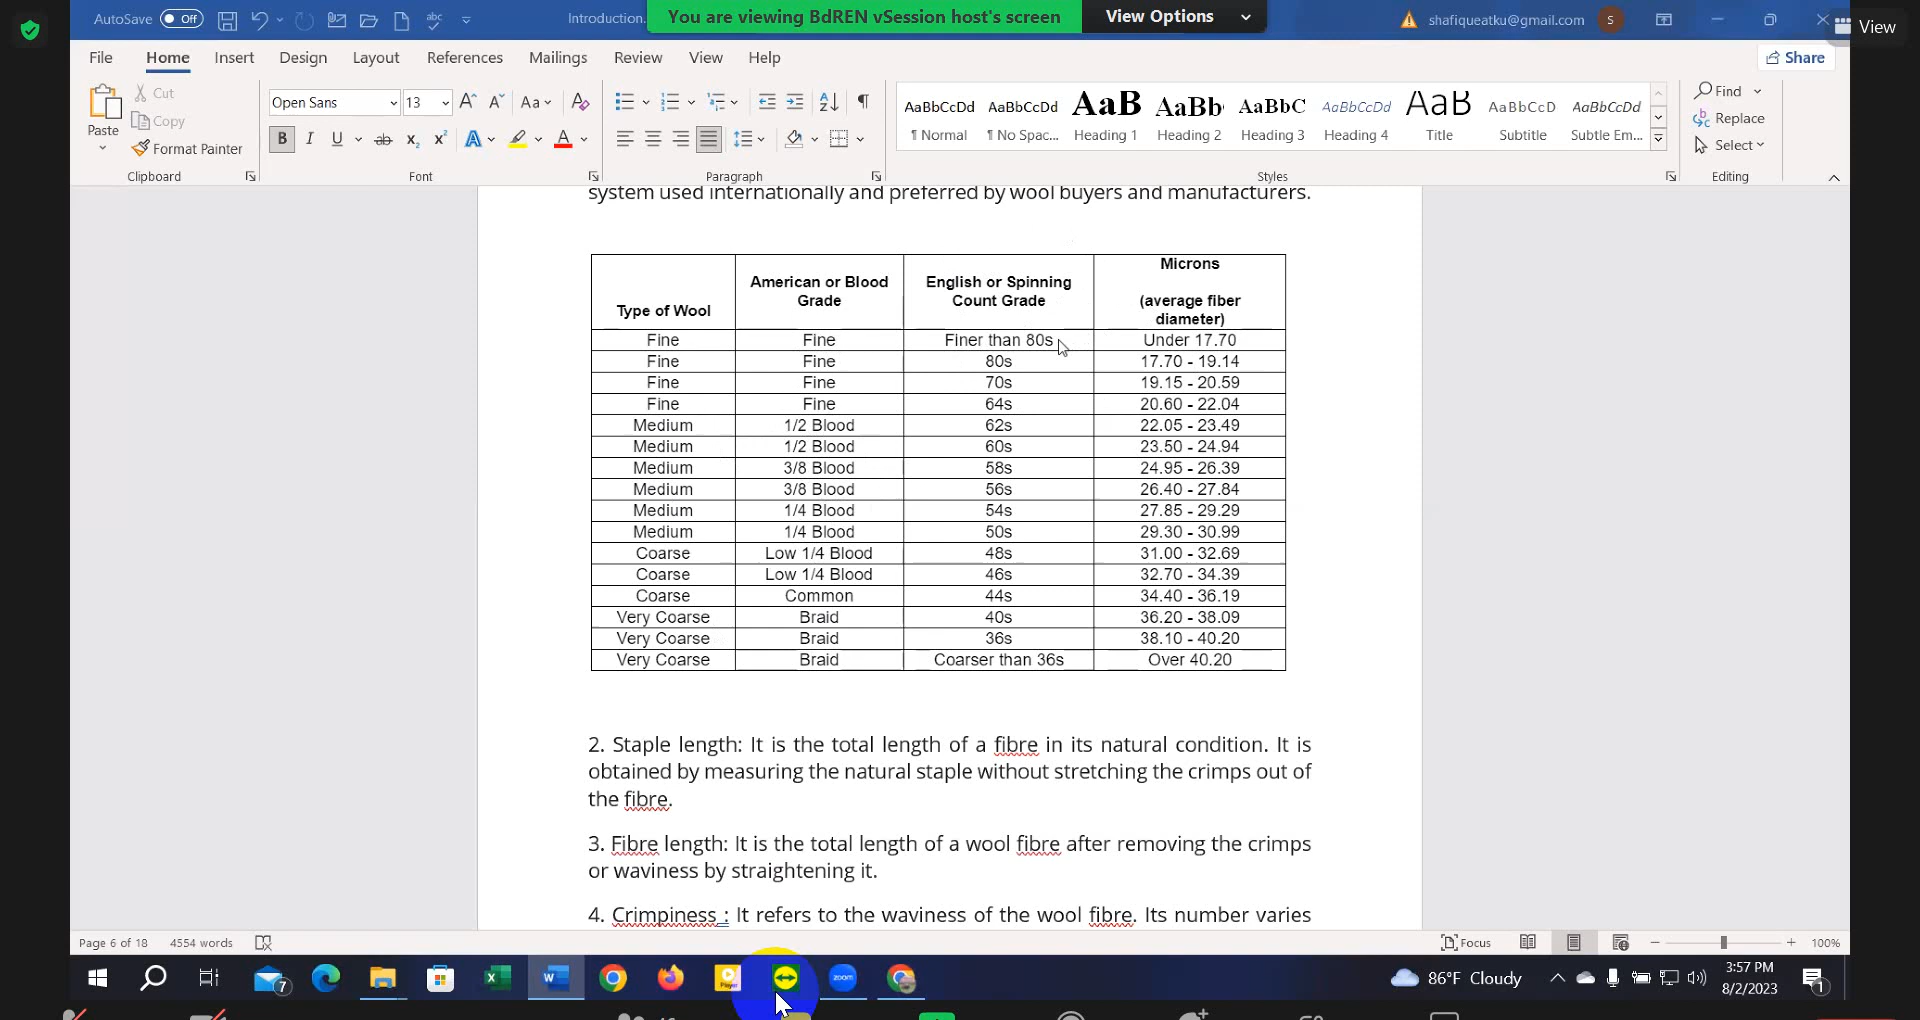 AutoSave Off Introduction. You are viewing BdREN vSession host's screen View Options shafiqueatku@gmail.com S View
File Home Insert Design Layout References Mailings Review View Help Share
Paste Cut Copy Format Painter
Open Sans 13 Aa
B I U ab x₂ x² A A
AaBbCcDd AaBbCcDd AaB AaBb AaBbC AaBbCcDd AaB AaBbCcD AaBbCcDd
¶ Normal ¶ No Spac... Heading 1 Heading 2 Heading 3 Heading 4 Title Subtitle Subtle Em...
Find
Replace
Select
Clipboard Font Paragraph Styles Editing
system used internationally and preferred by wool buyers and manufacturers.
Type of Wool American or Blood Grade English or Spinning Count Grade Microns (average fiber diameter)
Fine Fine Finer than 80s Under 17.70
Fine Fine 80s 17.70 - 19.14
Fine Fine 70s 19.15 - 20.59
Fine Fine 64s 20.60 - 22.04
Medium 1/2 Blood 62s 22.05 - 23.49
Medium 1/2 Blood 60s 23.50 - 24.94
Medium 3/8 Blood 58s 24.95 - 26.39
Medium 3/8 Blood 56s 26.40 - 27.84
Medium 1/4 Blood 54s 27.85 - 29.29
Medium 1/4 Blood 50s 29.30 - 30.99
Coarse Low 1/4 Blood 48s 31.00 - 32.69
Coarse Low 1/4 Blood 46s 32.70 - 34.39
Coarse Common 44s 34.40 - 36.19
Very Coarse Braid 40s 36.20 - 38.09
Very Coarse Braid 36s 38.10 - 40.20
Very Coarse Braid Coarser than 36s Over 40.20
2. Staple length: It is the total length of a fibre in its natural condition. It is
obtained by measuring the natural staple without stretching the crimps out of
the fibre.
3. Fibre length: It is the total length of a wool fibre after removing the crimps
or waviness by straightening it.
4. Crimpiness : It refers to the waviness of the wool fibre. Its number varies
Page 6 of 18 4554 words Focus 100%
7 Player zoom 86°F Cloudy 3:57 PM 1
8/2/2023